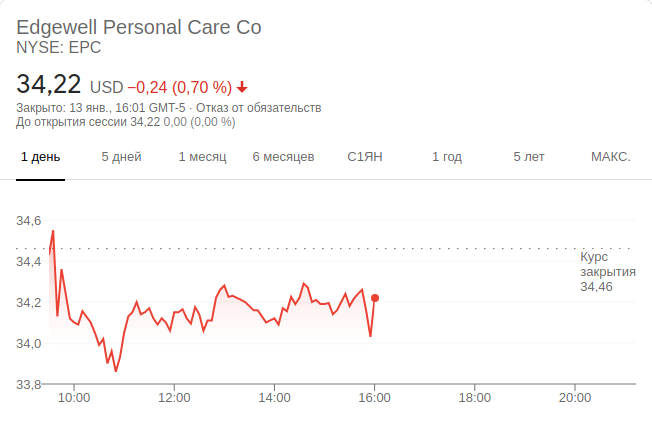 Edgewell Personal Care Co
NYSE: EPC
34,22 USD −0,24 (0,70 %)
Закрыто: 13 янв., 16:01 GMT-5 · Отказ от обязательств
До открытия сессии 34,22 0,00 (0,00 %)
1 день 5 дней 1 месяц 6 месяцев С1ЯН 1 год 5 лет МАКС.
34,6
34,4
34,2
34,0
33,8
Курс
закрытия
34,46
10:00 12:00 14:00 16:00 18:00 20:00